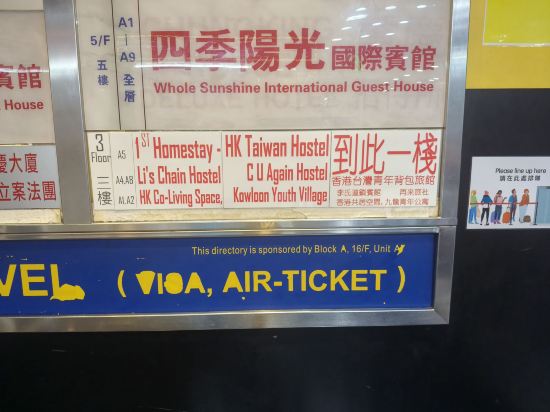 5/F
五樓
A1
A9
全層
四季陽光 國際賓館
Whole Sunshine International Guest House
賓館
st House
慶大廈
立案法團
3
Floor
三樓
A5
A4,A8
A1,A2
1ST Homestay -
Li's Chain Hostel
HK Co-Living Space,
HK Taiwan Hostel
C U Again Hostel
Kowloon Youth Village
到此一棧
香港台灣青年背包旅館
李氏連鎖賓館 再來旅社
香港共居空間, 九龍青年公寓
Please line up here
請在此處排隊
This directory is sponsored by Block A, 16/F, Unit A7
VEL (VISA, AIR-TICKET)